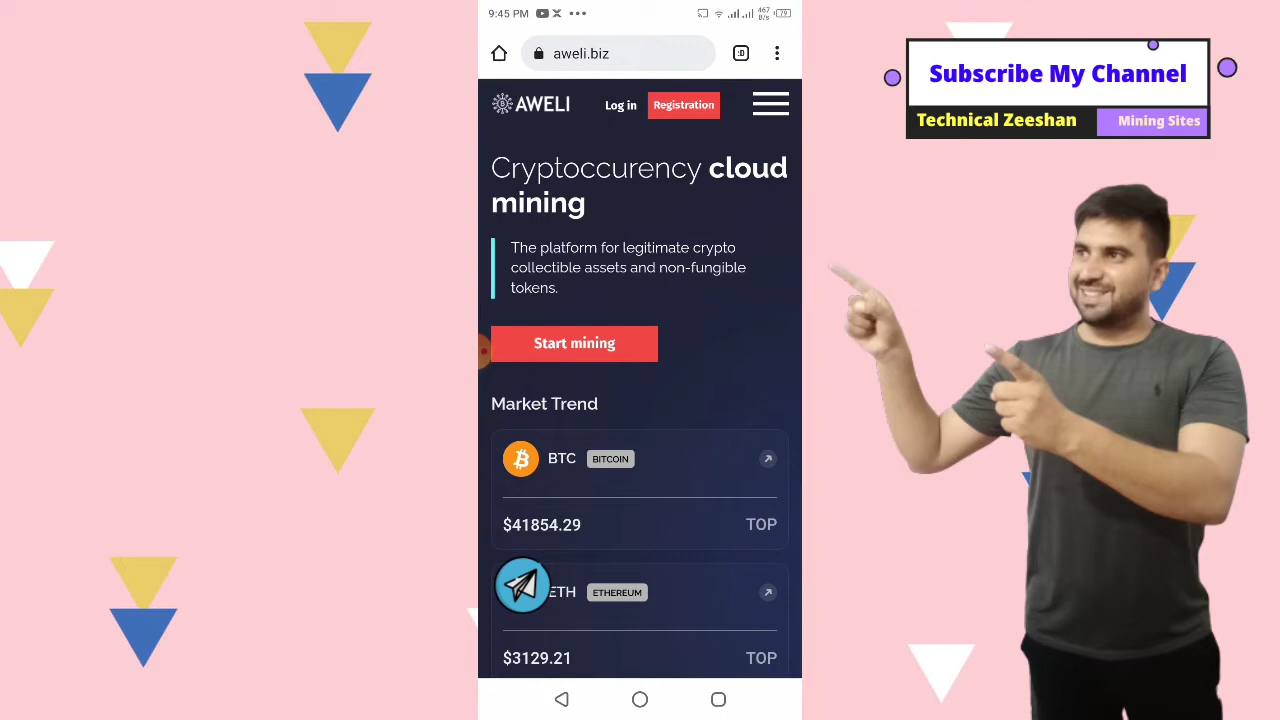 9:45 PM
467
B/s
79
aweli.biz
:D
AWELI
Log in
Registration
Cryptoccurency cloud
mining
The platform for legitimate crypto
collectible assets and non-fungible
tokens.
Start mining
Market Trend
BTC BITCOIN
$41854.29 TOP
ETH ETHEREUM
$3129.21 TOP
Subscribe My Channel
Technical Zeeshan
Mining Sites